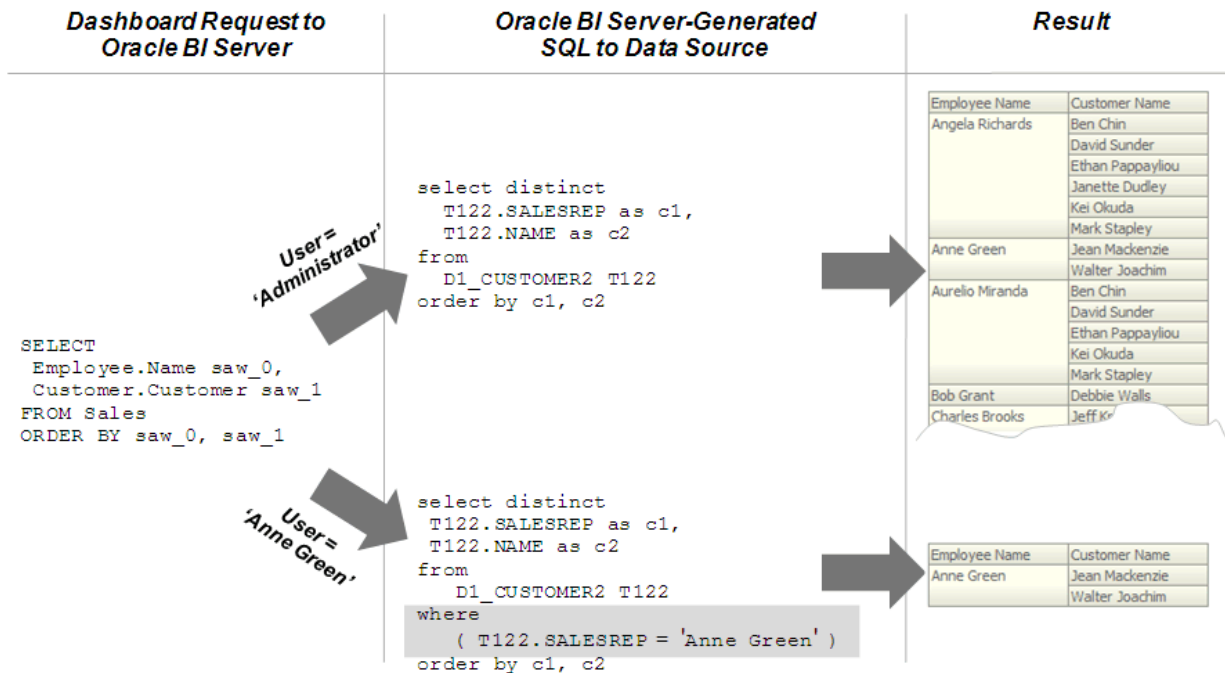 Dashboard Request to
Oracle BI Server
Oracle BI Server-Generated
SQL to Data Source
Result
SELECT
Employee.Name saw_0,
Customer.Customer saw_1
FROM Sales
ORDER BY saw_0, saw_1
User =
'Administrator'
select distinct
T122.SALESREP as c1,
T122.NAME as c2
from
D1_CUSTOMER2 T122
order by c1, c2
Employee Name Customer Name
Angela Richards Ben Chin
David Sunder
Ethan Pappayliou
Janette Dudley
Kei Okuda
Mark Stapley
Anne Green Jean Mackenzie
Walter Joachim
Aurelio Miranda Ben Chin
David Sunder
Ethan Pappayliou
Kei Okuda
Mark Stapley
Bob Grant Debbie Walls
Charles Brooks Jeff
User =
'Anne Green'
select distinct
T122.SALESREP as c1,
T122.NAME as c2
from
D1_CUSTOMER2 T122
where
( T122.SALESREP = 'Anne Green' )
order by c1, c2
Employee Name Customer Name
Anne Green Jean Mackenzie
Walter Joachim